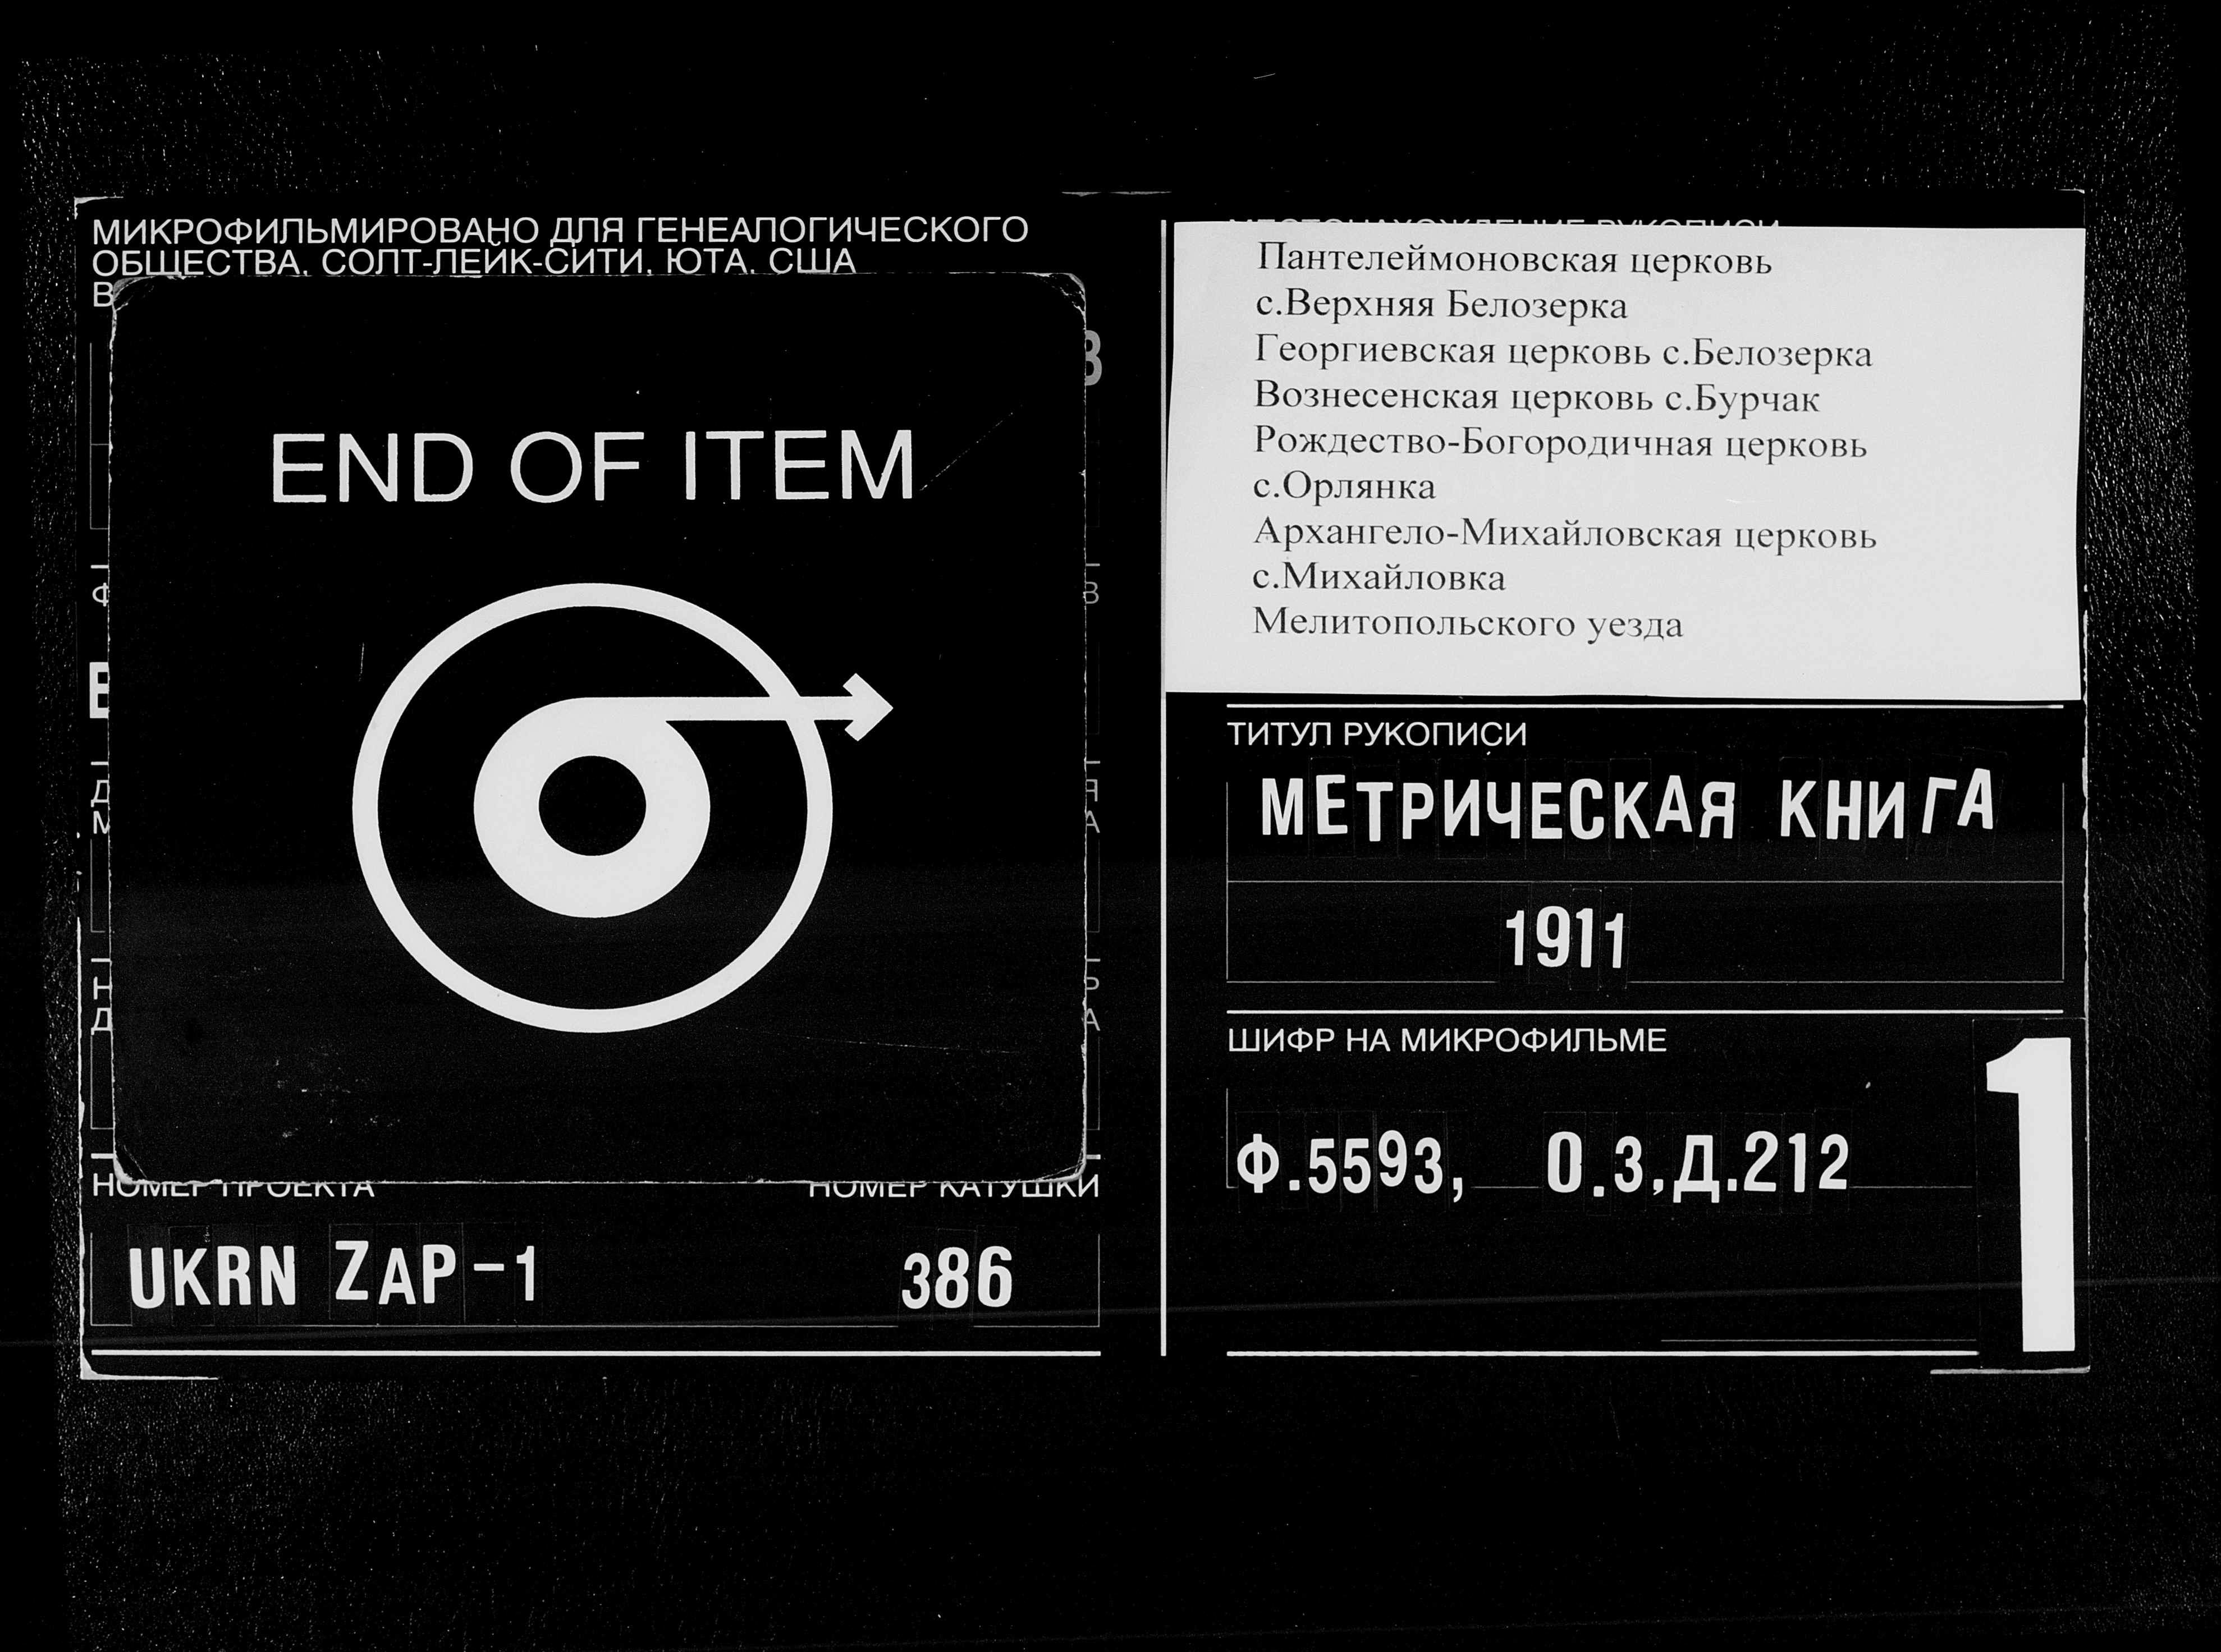 МИКРОФИЛЬМИРОВАНО ДЛЯ ГЕНЕАЛОГИЧЕСКОГО
ОБЩЕСТВА, СОЛТ-ЛЕЙК-СИТИ, ЮТА, США
END OF ITEM
НОМЕР ПРОЕКТА
НОМЕР КАТУШКИ
UKRN ZAP-1
386
МЕСТОНАХОЖДЕНИЕ РУКОПИСИ
Пантелеймоновская церковь
с.Верхняя Белозерка
Георгиевская церковь с.Белозерка
Вознесенская церковь с.Бурчак
Рождество-Богородичная церковь
с.Орлянка
Архангело-Михайловская церковь
с.Михайловка
Мелитопольского уезда
ТИТУЛ РУКОПИСИ
МЕТРИЧЕСКАЯ КНИГА
1911
ШИФР НА МИКРОФИЛЬМЕ
Ф.5593, О.3,Д.212
1